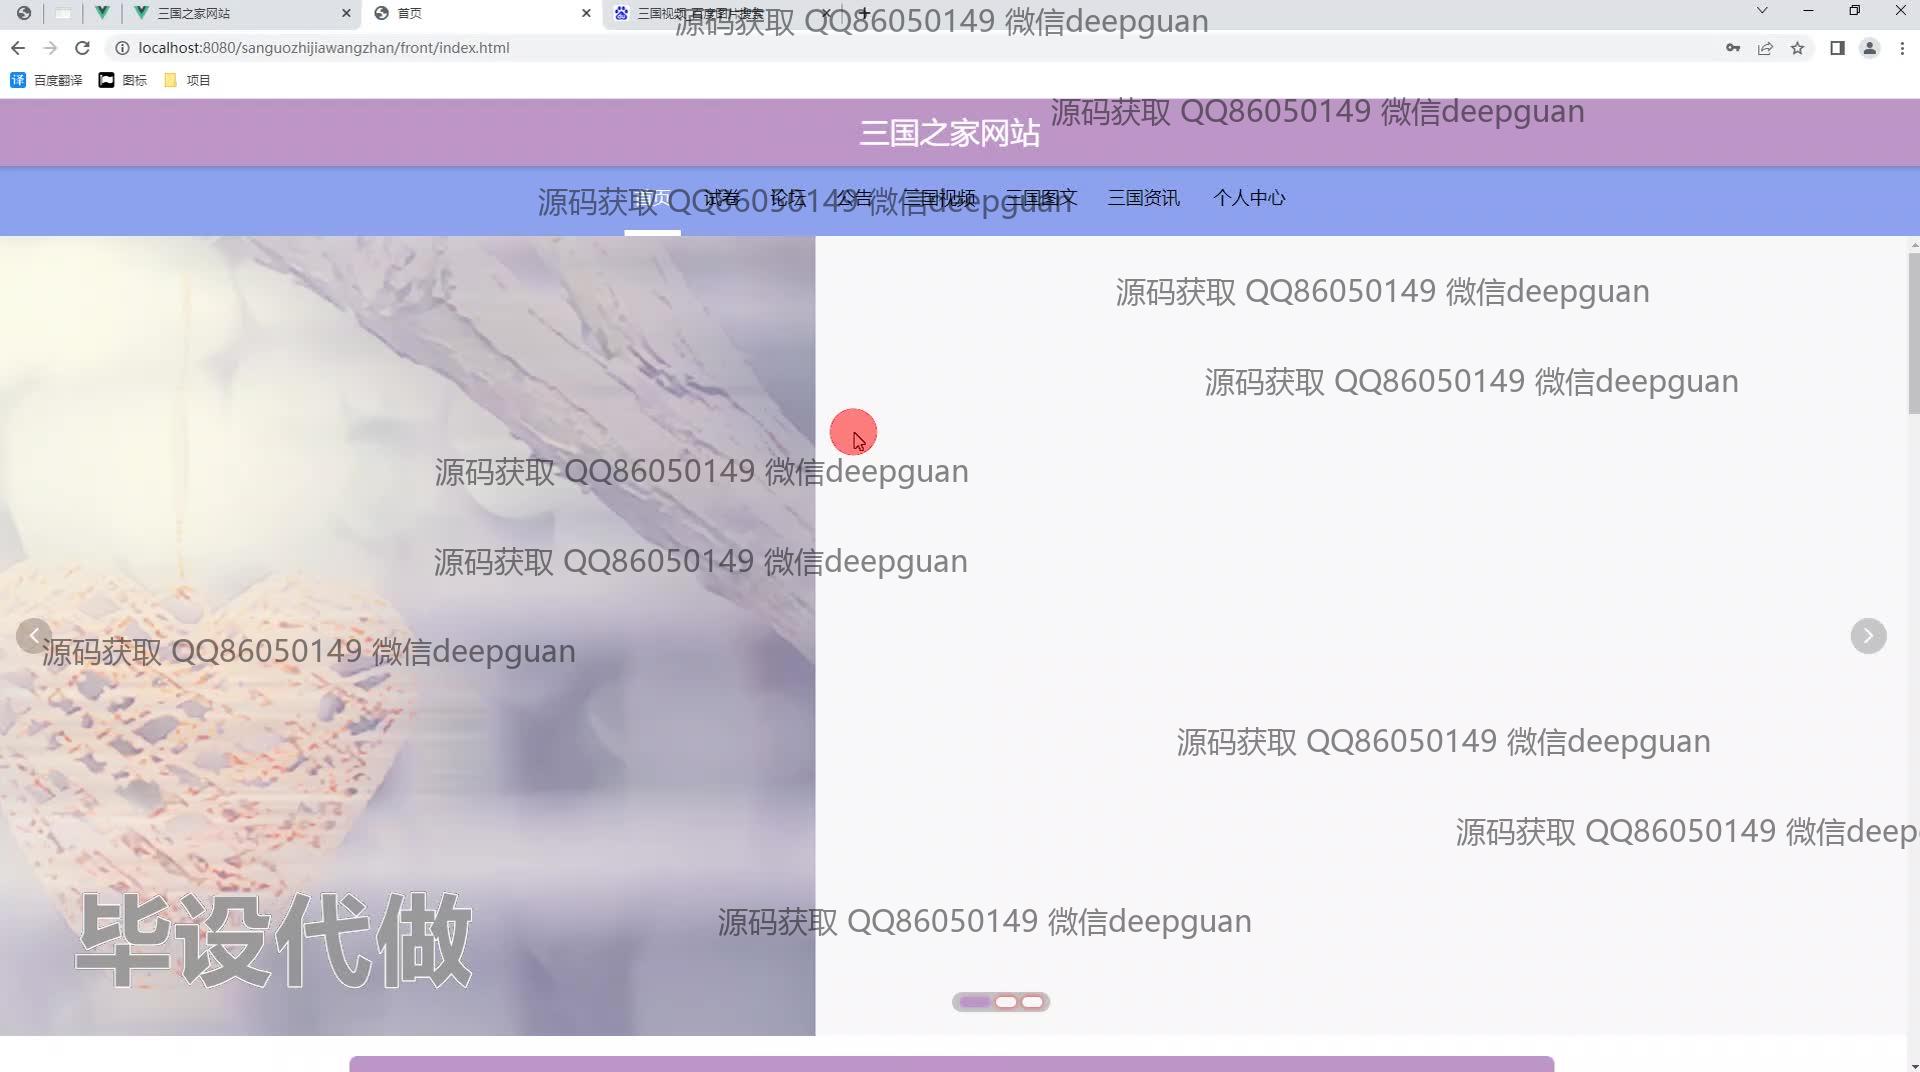 三国之家网站
首页
三国视频_百度图片搜索
源码获取 QQ86050149 微信deepguan
localhost:8080/sanguozhijiawangzhan/front/index.html
百度翻译
图标
项目
源码获取 QQ86050149 微信deepguan
三国之家网站
首页 试卷 论坛 公告 三国视频 三国图文 三国资讯 个人中心
源码获取 QQ86050149 微信deepguan
源码获取 QQ86050149 微信deepguan
源码获取 QQ86050149 微信deepguan
源码获取 QQ86050149 微信deepguan
源码获取 QQ86050149 微信deepguan
源码获取 QQ86050149 微信deepguan
源码获取 QQ86050149 微信deepguan
源码获取 QQ86050149 微信deep
源码获取 QQ86050149 微信deepguan
毕设代做